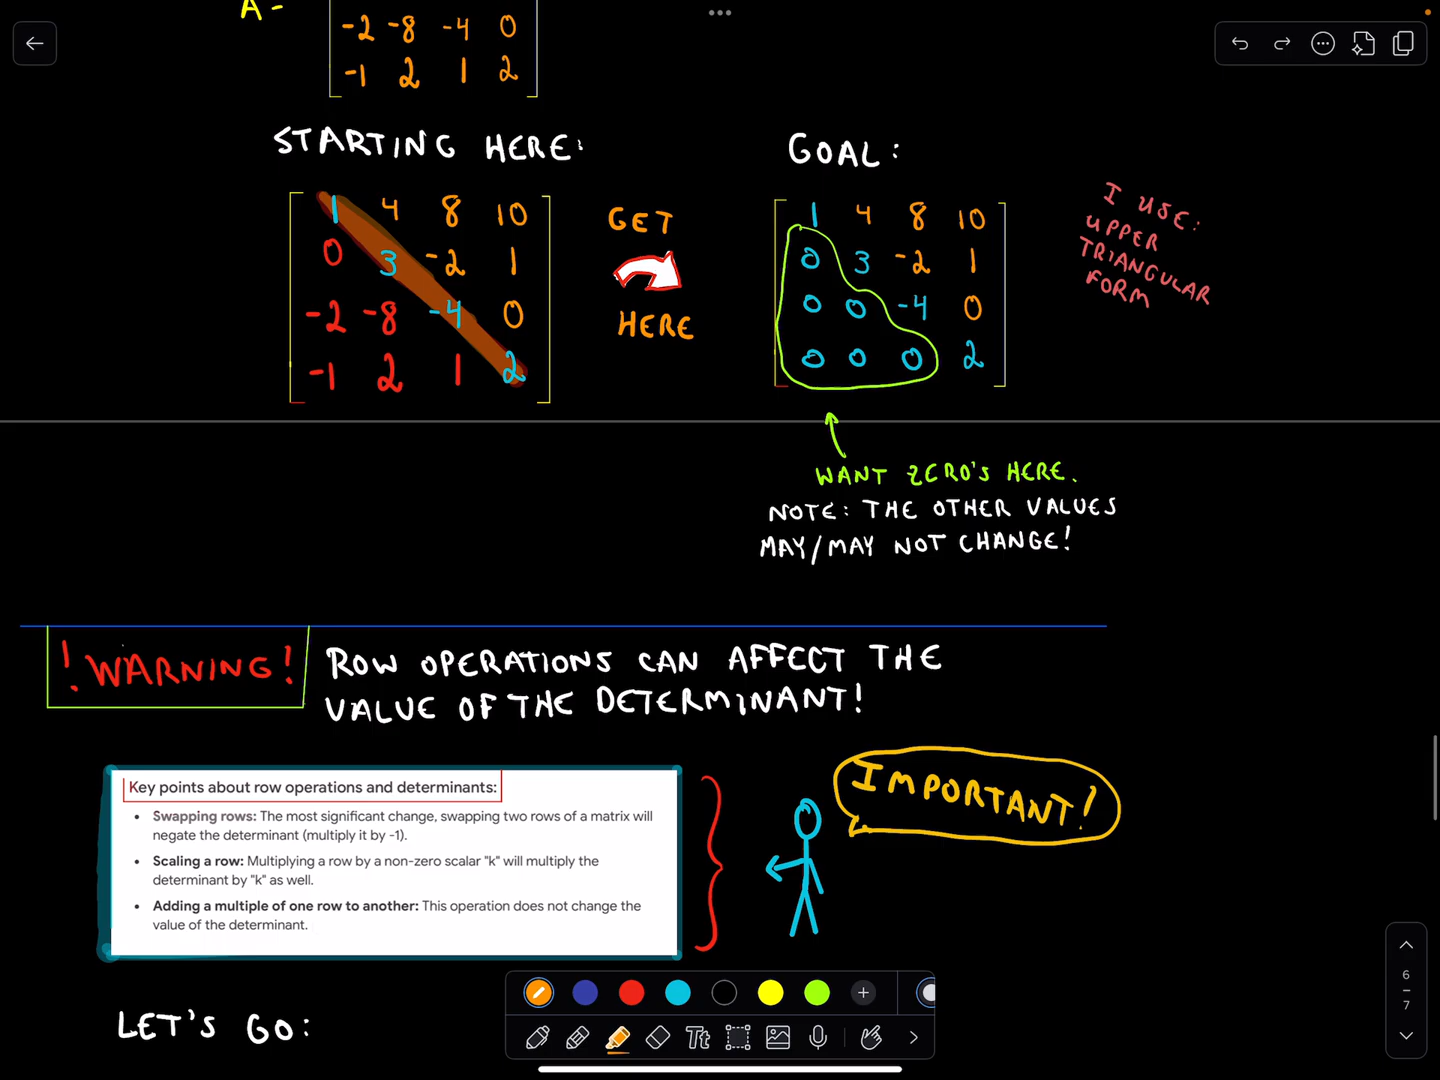 A =
-2 -8 -4 0
-1 2 1 2
STARTING HERE:
1 4 8 10
0 3 -2 1
-2 -8 -4 0
-1 2 1 2
GET
HERE
GOAL:
1 4 8 10
0 3 -2 1
0 0 -4 0
0 0 0 2
I USE:
UPPER
TRIANGULAR
FORM
WANT ZERO'S HERE.
NOTE: THE OTHER VALUES
MAY/MAY NOT CHANGE!
! WARNING!
ROW OPERATIONS CAN AFFECT THE
VALUE OF THE DETERMINANT!
Key points about row operations and determinants:
• Swapping rows: The most significant change, swapping two rows of a matrix will
negate the determinant (multiply it by -1).
• Scaling a row: Multiplying a row by a non-zero scalar "k" will multiply the
determinant by "k" as well.
• Adding a multiple of one row to another: This operation does not change the
value of the determinant.
IMPORTANT!
LET'S GO:
Tt
6
-
7